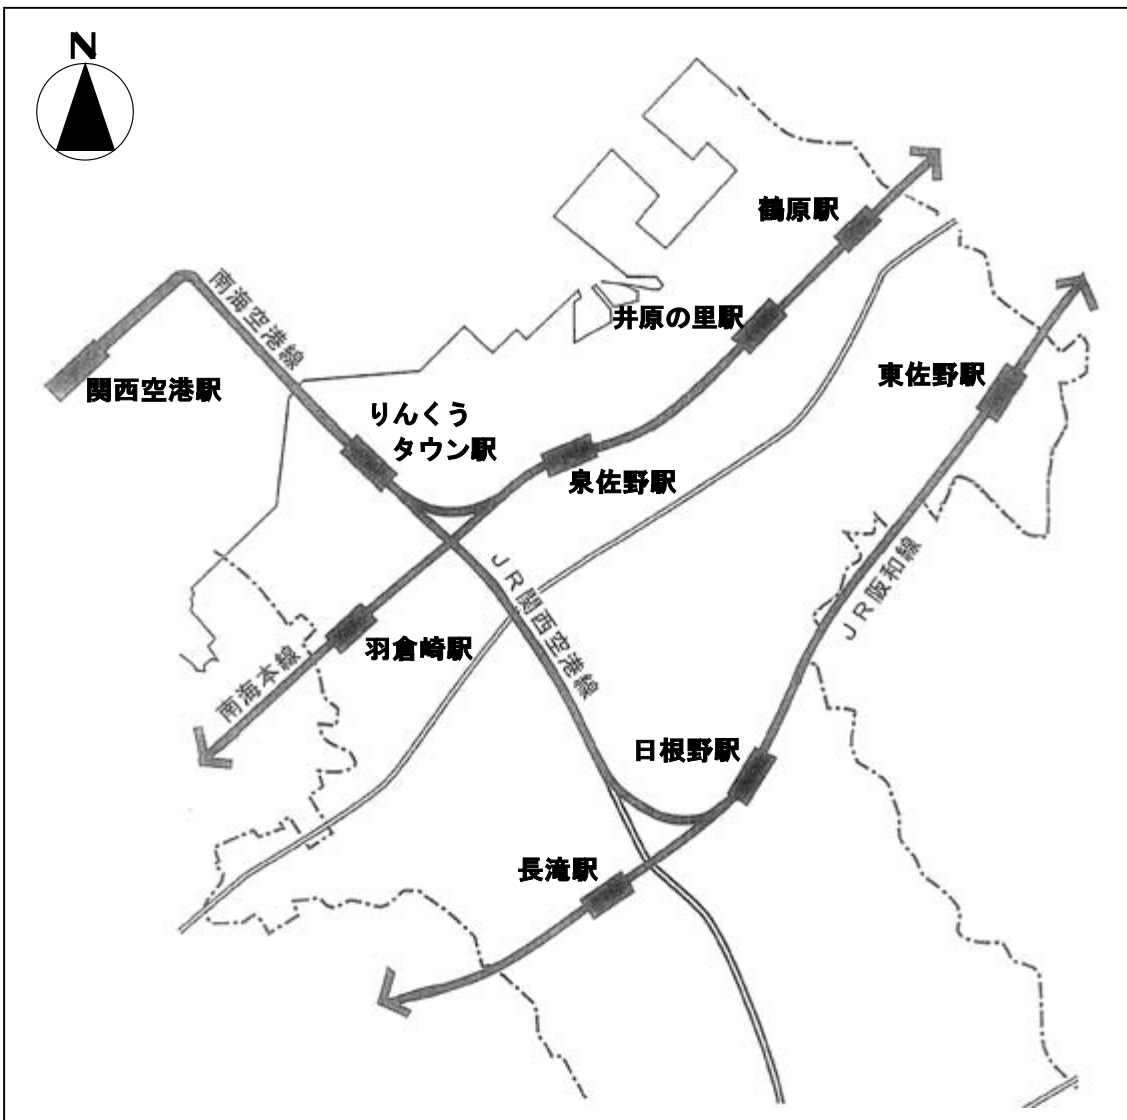 N
鶴原駅
南海空港線
井原の里駅
関西空港駅
東佐野駅
りんくう
タウン駅
泉佐野駅
JR関西空港線
JR阪和線
羽倉崎駅
南海本線
日根野駅
長滝駅